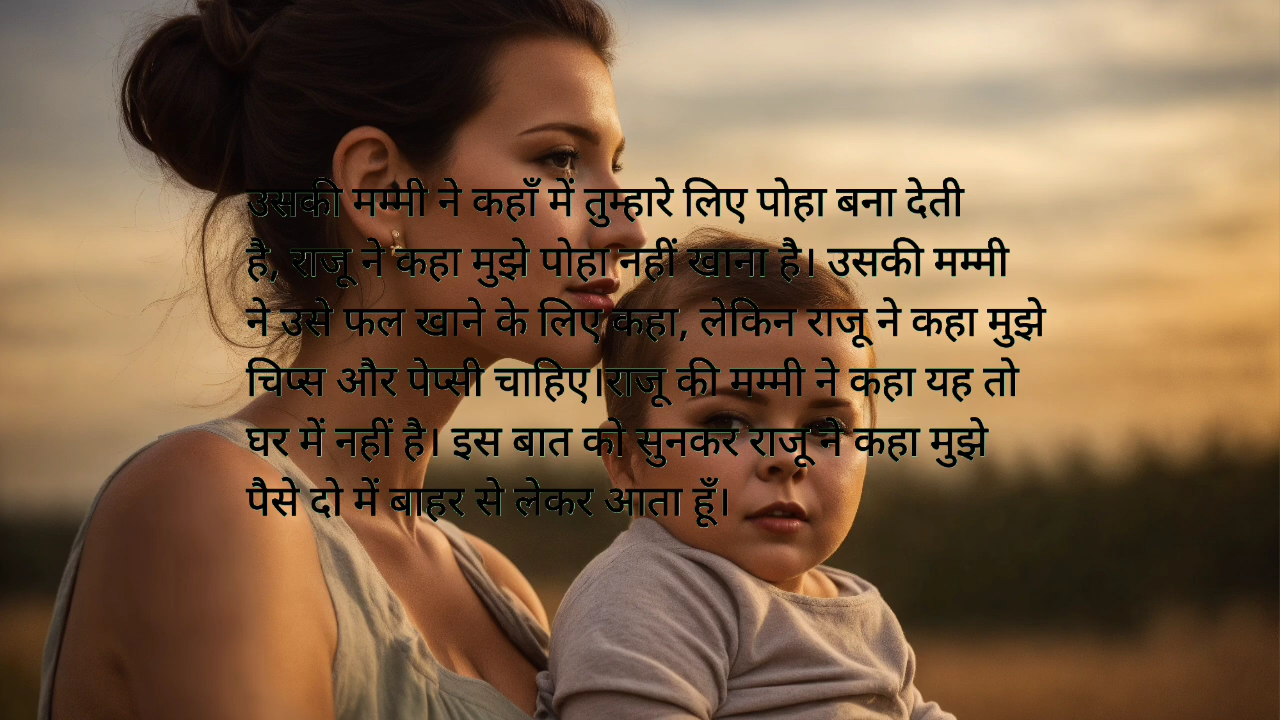 उसकी मम्मी ने कहाँ में तुम्हारे लिए पोहा बना देती
है, राजू ने कहा मुझे पोहा नहीं खाना है। उसकी मम्मी
ने उसे फल खाने के लिए कहा, लेकिन राजू ने कहा मुझे
चिप्स और पेप्सी चाहिए।राजू की मम्मी ने कहा यह तो
घर में नहीं है। इस बात को सुनकर राजू ने कहा मुझे
पैसे दो में बाहर से लेकर आता हूँ।